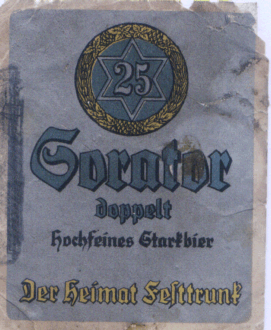 25
Sorator
doppelt
Hochfeines Starkbier
Der Heimat Festtrunk